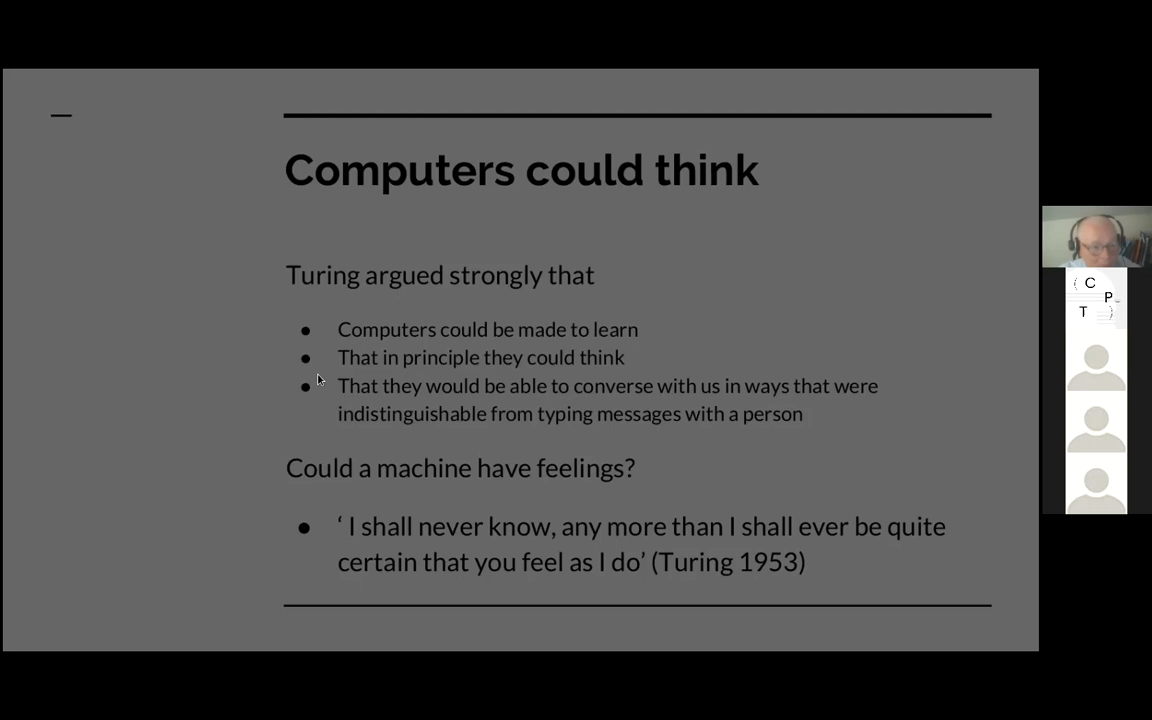 Computers could think
Turing argued strongly that
● Computers could be made to learn
● That in principle they could think
● That they would be able to converse with us in ways that were
indistinguishable from typing messages with a person
Could a machine have feelings?
● ‘ I shall never know, any more than I shall ever be quite
certain that you feel as I do’ (Turing 1953)
C
P
T